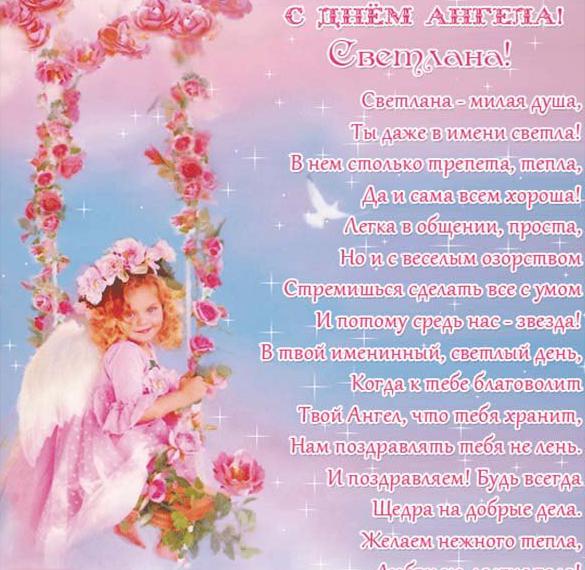 С ДНЁМ АНГЕЛА!
Светлана!
Светлана - милая душа,
Ты даже в имени светла!
В нем столько трепета, тепла,
Да и сама всем хороша!
Легка в общении, проста,
Но и с веселым озорством
Стремишься сделать все с умом
И потому средь нас - звезда!
В твой именинный, светлый день,
Когда к тебе благоволит
Твой Ангел, что тебя хранит,
Нам поздравлять тебя не лень.
И поздравляем! Будь всегда
Щедра на добрые дела.
Желаем нежного тепла,